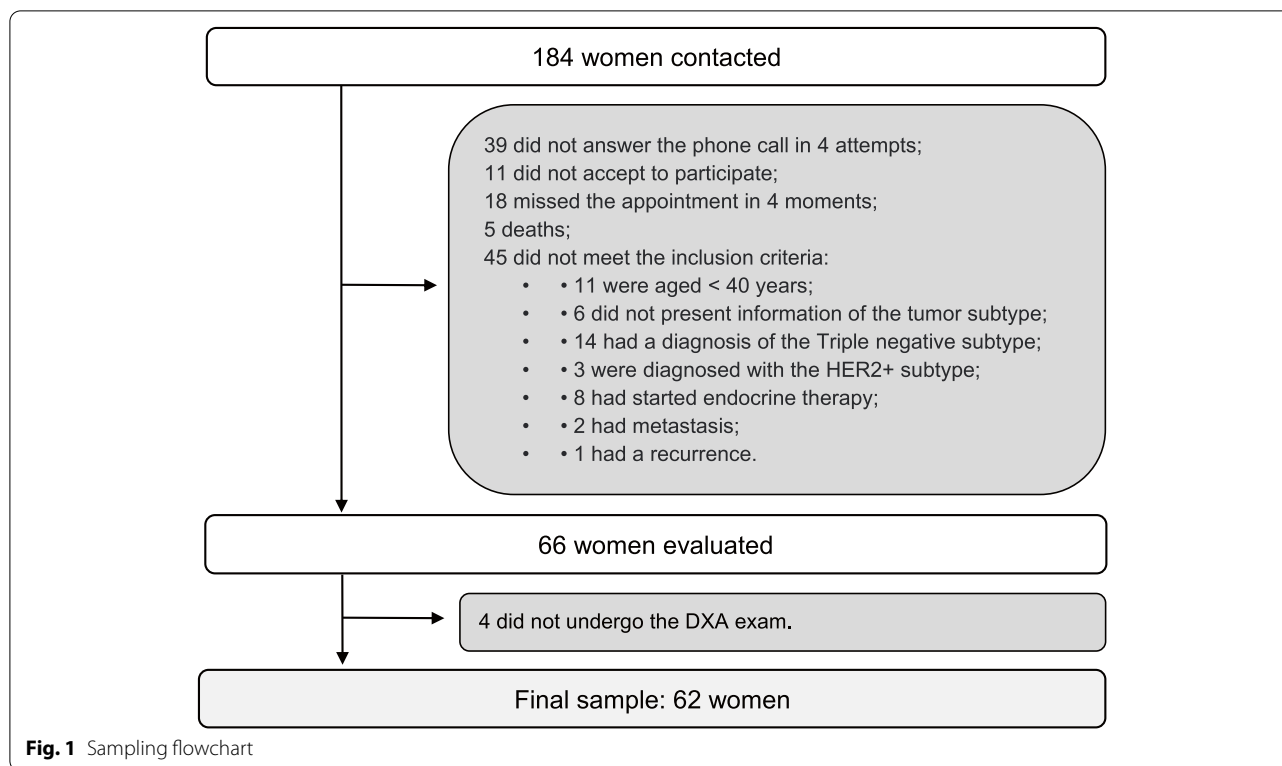 184 women contacted
39 did not answer the phone call in 4 attempts;
11 did not accept to participate;
18 missed the appointment in 4 moments;
5 deaths;
45 did not meet the inclusion criteria:
• • 11 were aged < 40 years;
• • 6 did not present information of the tumor subtype;
• • 14 had a diagnosis of the Triple negative subtype;
• • 3 were diagnosed with the HER2+ subtype;
• • 8 had started endocrine therapy;
• • 2 had metastasis;
• • 1 had a recurrence.
66 women evaluated
4 did not undergo the DXA exam.
Final sample: 62 women
Fig. 1 Sampling flowchart